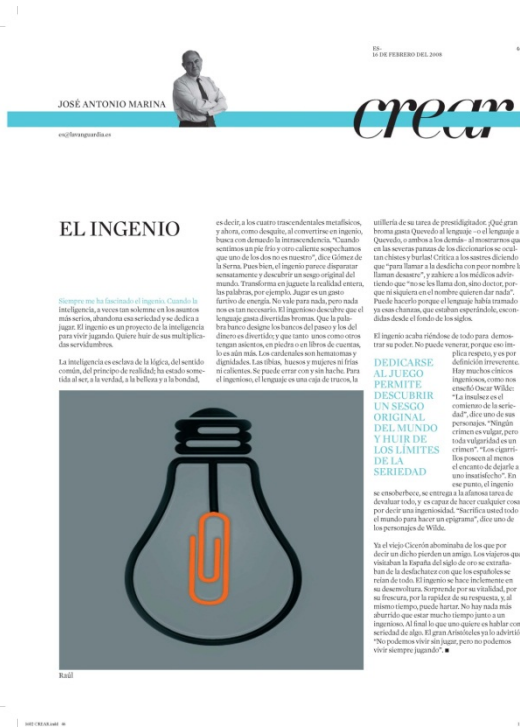 ES-
16 DE FEBRERO DEL 2008
JOSÉ ANTONIO MARINA
crear
es@lavanguardia.es
EL INGENIO
Siempre me ha fascinado el ingenio. Cuando la
inteligencia, a veces tan solemne en los asuntos
más serios, abandona esa seriedad y se dedica a
jugar. El ingenio es un proyecto de la inteligencia
para vivir jugando. Quiere huir de sus multiplica-
das servidumbres.
La inteligencia es esclava de la lógica, del sentido
común, del principio de realidad; ha estado some-
tida al ser, a la verdad, a la belleza y a la bondad,
es decir, a los cuatro trascendentales metafísicos,
y ahora, como desquite, al convertirse en ingenio,
busca con denuedo la intrascendencia. "Cuando
sentimos un pie frío y otro caliente sospechamos
que uno de los dos no es nuestro", dice Gómez de
la Serna. Pues bien, el ingenio parece disparatar
sensatamente y descubrir un sesgo original del
mundo. Transforma en juguete la realidad entera,
las palabras, por ejemplo. Jugar es un gasto
furtivo de energía. No vale para nada, pero nada
nos es tan necesario. El ingenioso descubre que el
lenguaje gasta divertidas bromas. Que la pala-
bra banco designe los bancos del paseo y los del
dinero es divertido; y que tanto unos como otros
tengan asientos, en piedra o en libros de cuentas,
lo es aún más. Los cardenales son hematomas y
dignidades. Las tibias, huesos y mujeres ni frías
ni calientes. Se puede errar con y sin hache. Para
el ingenioso, el lenguaje es una caja de trucos, la
utillería de su tarea de prestidigitador. ¡Qué gran
broma gasta Quevedo al lenguaje –o el lenguaje a
Quevedo, o ambos a los demás– al mostrarnos que
en las severas panzas de los diccionarios se ocul-
tan chistes y burlas! Critica a los sastres diciendo
que "para llamar a la desdicha con peor nombre la
llaman desastre", y zahiere a los médicos advir-
tiendo que "no se les llama don, sino doctor, por-
que ni siquiera en el nombre quieren dar nada".
Puede hacerlo porque el lenguaje había tramado
ya esas chanzas, que estaban esperándole, escon-
didas desde el fondo de los siglos.
El ingenio acaba riéndose de todo para demos-
trar su poder. No puede venerar, porque eso im-
plica respeto, y es por
definición irreverente.
Hay muchos cínicos
ingeniosos, como nos
enseñó Oscar Wilde:
"La insulsez es el
comienzo de la serie-
dad", dice uno de sus
personajes. "Ningún
crimen es vulgar, pero
toda vulgaridad es un
crimen". "Los cigarri-
llos poseen al menos
el encanto de dejarle a
uno insatisfecho". En
ese punto, el ingenio
DEDICARSE
AL JUEGO
PERMITE
DESCUBRIR
UN SESGO
ORIGINAL
DEL MUNDO
Y HUIR DE
LOS LÍMITES
DE LA
SERIEDAD
se ensoberbece, se entrega a la afanosa tarea de
devaluar todo, y es capaz de hacer cualquier cosa
por decir una ingeniosidad. "Sacrifica usted todo
el mundo para hacer un epigrama", dice uno de
los personajes de Wilde.
Ya el viejo Cicerón abominaba de los que por
decir un dicho pierden un amigo. Los viajeros que
visitaban la España del siglo de oro se extraña-
ban de la desfachatez con que los españoles se
reían de todo. El ingenio se hace inclemente en
su desenvoltura. Sorprende por su vitalidad, por
su frescura, por la rapidez de su respuesta, y, al
mismo tiempo, puede hartar. No hay nada más
aburrido que estar mucho tiempo junto a un
ingenioso. Al final lo que uno quiere es hablar con
seriedad de algo. El gran Aristóteles ya lo advirtió:
"No podemos vivir sin jugar, pero no podemos
vivir siempre jugando". ■
Raúl